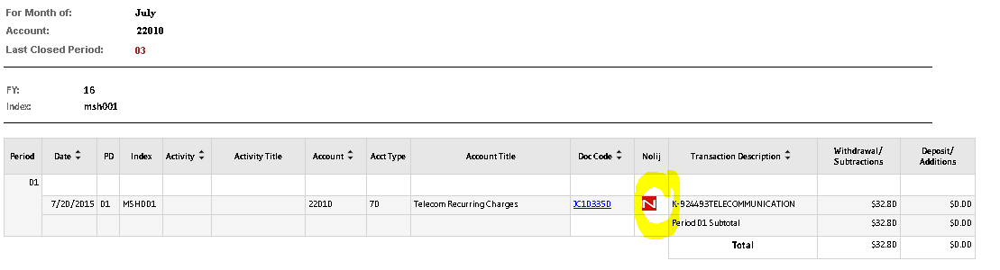 For Month of: July
Account: 22010
Last Closed Period: 03
FY: 16
Index: msh001
Period Date PD Index Activity Activity Title Account Acct Type Account Title Doc Code Nolij Transaction Description Withdrawal/ Subtractions Deposit/ Additions
01
7/20/2015 01 MSH001 22010 70 Telecom Recurring Charges JC103350 N K-924493TELECOMMUNICATION $32.80 $0.00
Period 01 Subtotal $32.80 $0.00
Total $32.80 $0.00